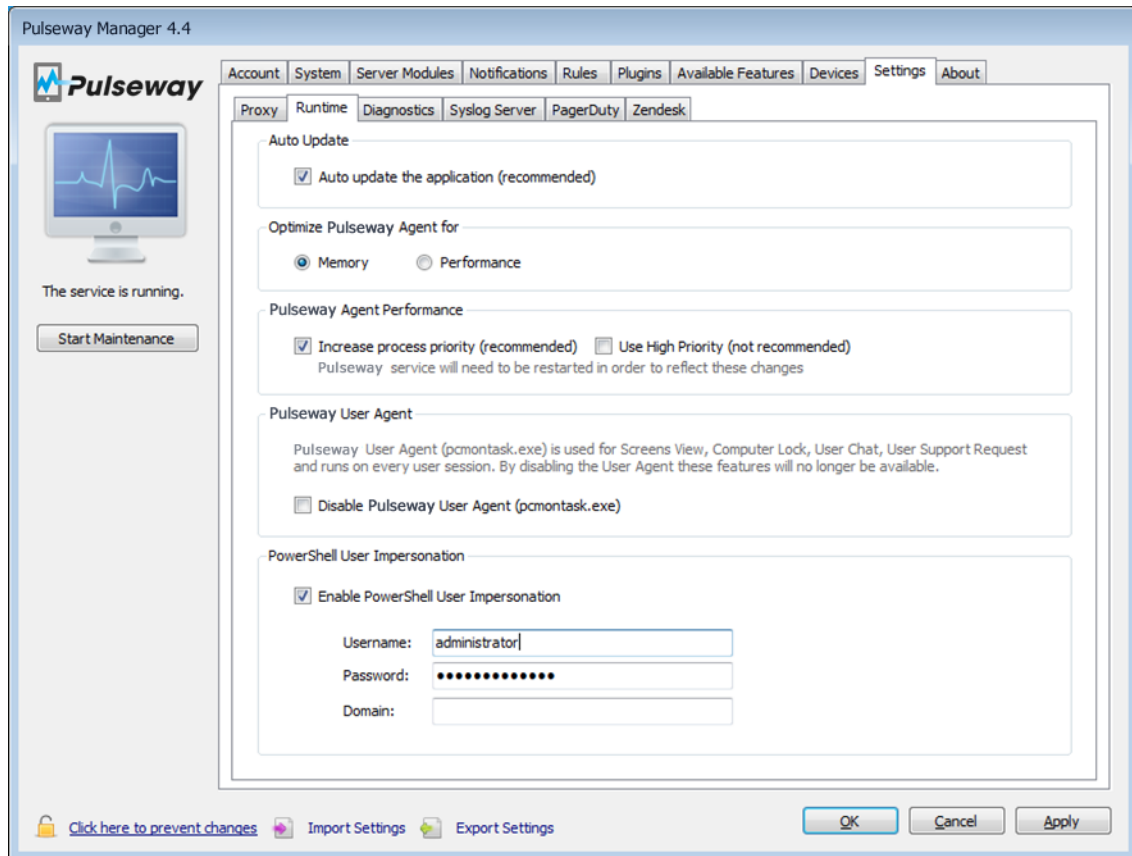 Pulseway Manager 4.4
Pulseway
Account System Server Modules Notifications Rules Plugins Available Features Devices Settings About
Proxy Runtime Diagnostics Syslog Server PagerDuty Zendesk
Auto Update
Auto update the application (recommended)
Optimize Pulseway Agent for
Memory Performance
The service is running.
Pulseway Agent Performance
Start Maintenance
Increase process priority (recommended) Use High Priority (not recommended)
Pulseway service will need to be restarted in order to reflect these changes
Pulseway User Agent
Pulseway User Agent (pcmontask.exe) is used for Screens View, Computer Lock, User Chat, User Support Request
and runs on every user session. By disabling the User Agent these features will no longer be available.
Disable Pulseway User Agent (pcmontask.exe)
PowerShell User Impersonation
Enable PowerShell User Impersonation
Username: administrator
Password: •••••••••••••
Domain:
Click here to prevent changes Import Settings Export Settings OK Cancel Apply